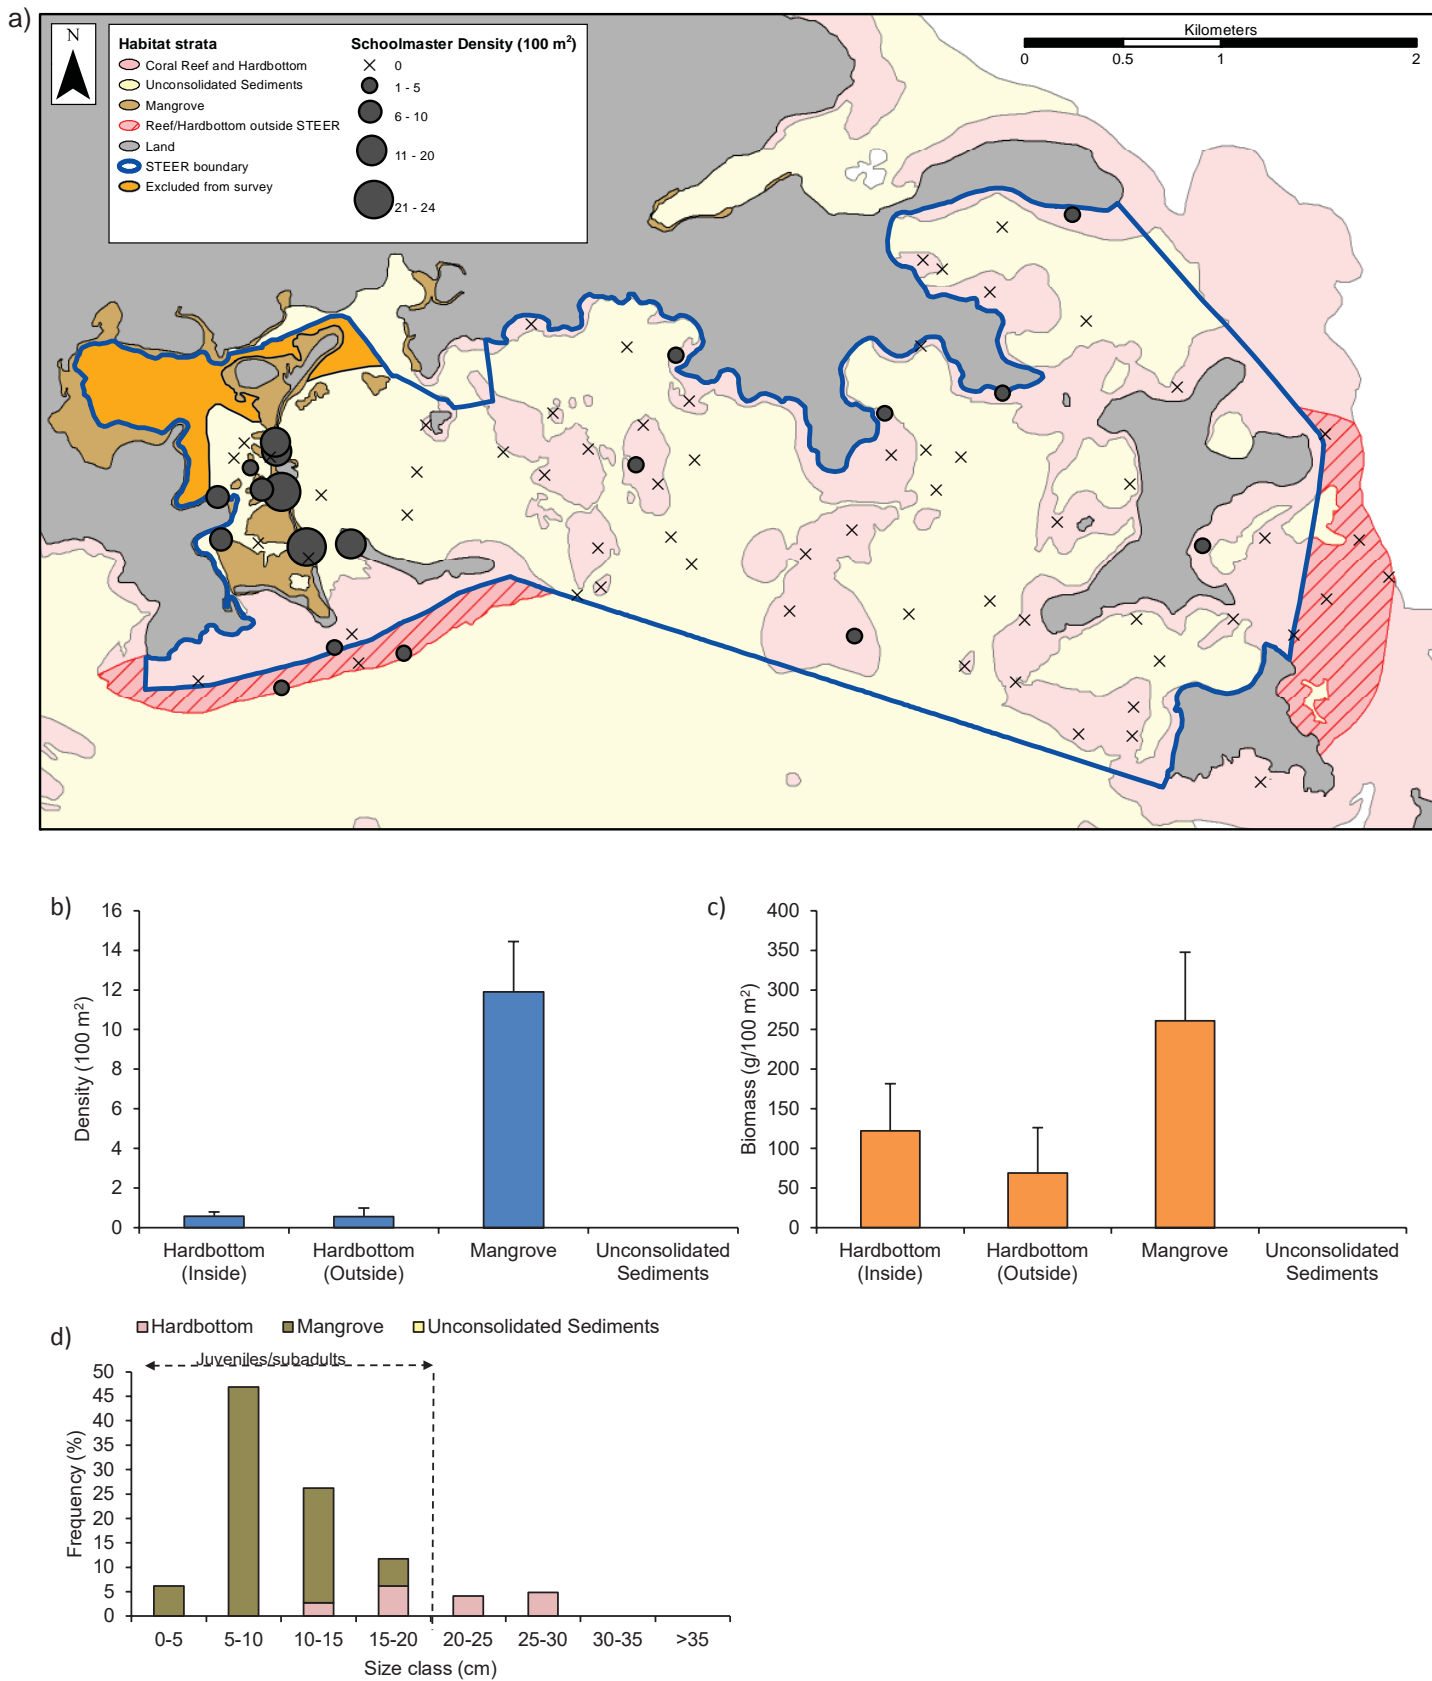 a)
N
Habitat strata
Coral Reef and Hardbottom
Unconsolidated Sediments
Mangrove
Reef/Hardbottom outside STEER
Land
STEER boundary
Excluded from survey
Schoolmaster Density (100 m²)
0
1 - 5
6 - 10
11 - 20
21 - 24
Kilometers
0 0.5 1 2
b)
Density (100 m²)
16
14
12
10
8
6
4
2
0
Hardbottom (Inside)
Hardbottom (Outside)
Mangrove
Unconsolidated Sediments
c)
Biomass (g/100 m²)
400
350
300
250
200
150
100
50
0
Hardbottom (Inside)
Hardbottom (Outside)
Mangrove
Unconsolidated Sediments
d)
Hardbottom Mangrove Unconsolidated Sediments
Juveniles/subadults
Frequency (%)
50
45
40
35
30
25
20
15
10
5
0
0-5 5-10 10-15 15-20 20-25 25-30 30-35 >35
Size class (cm)